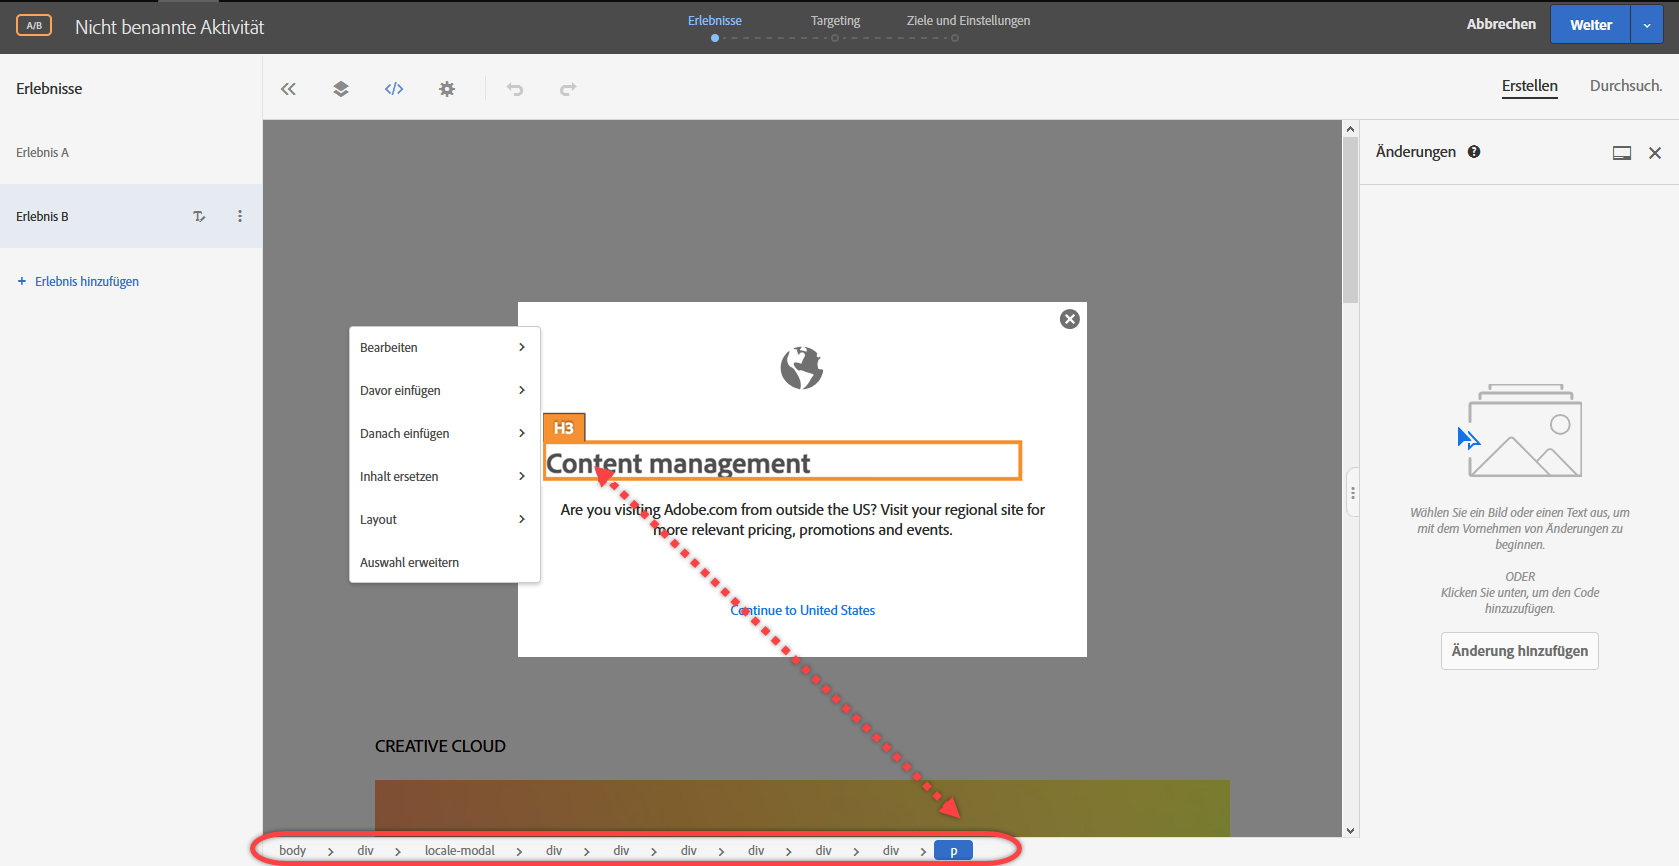 A/B
Nicht benannte Aktivität
Erlebnisse
Targeting
Ziele und Einstellungen
Abbrechen
Weiter
Erlebnisse
Erstellen
Durchsuch.
Erlebnis A
Erlebnis B
+ Erlebnis hinzufügen
Bearbeiten
Davor einfügen
Danach einfügen
Inhalt ersetzen
Layout
Auswahl erweitern
H3
Content management
Are you visiting Adobe.com from outside the US? Visit your regional site for
more relevant pricing, promotions and events.
Continue to United States
CREATIVE CLOUD
body > div > locale-modal > div > div > div > div > div > div > p
Änderungen
Wählen Sie ein Bild oder einen Text aus, um
mit dem Vornehmen von Änderungen zu
beginnen.
ODER
Klicken Sie unten, um den Code
hinzuzufügen.
Änderung hinzufügen